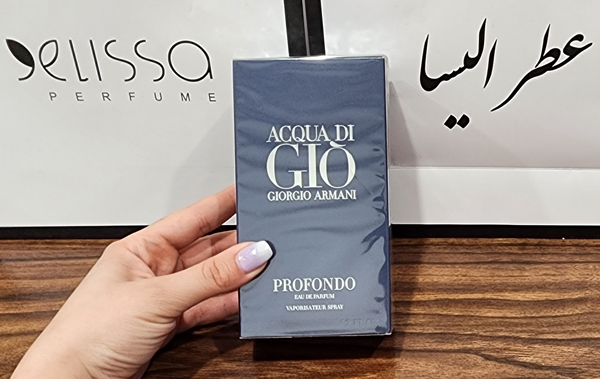 elissa
PERFUME
عطر الیسا
ACQUA DI
GIÒ
GIORGIO ARMANI
PROFONDO
EAU DE PARFUM
VAPORISATEUR SPRAY